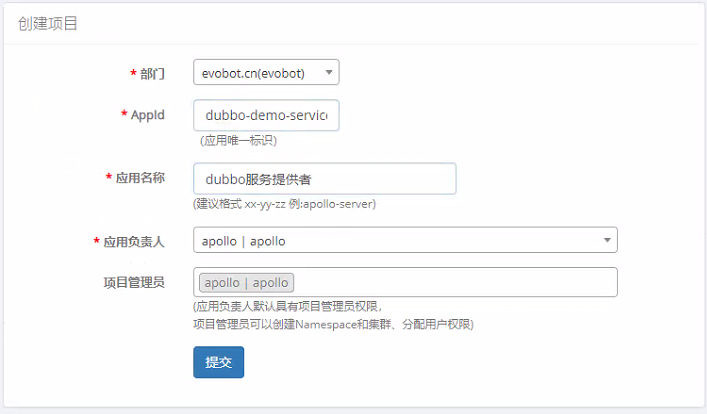 创建项目
* 部门 evobot.cn(evobot)
* AppId dubbo-demo-service
(应用唯一标识)
* 应用名称 dubbo服务提供者
(建议格式 xx-yy-zz 例:apollo-server)
* 应用负责人 apollo | apollo
项目管理员 apollo | apollo
(应用负责人默认具有项目管理员权限，
项目管理员可以创建Namespace和集群、分配用户权限)
提交